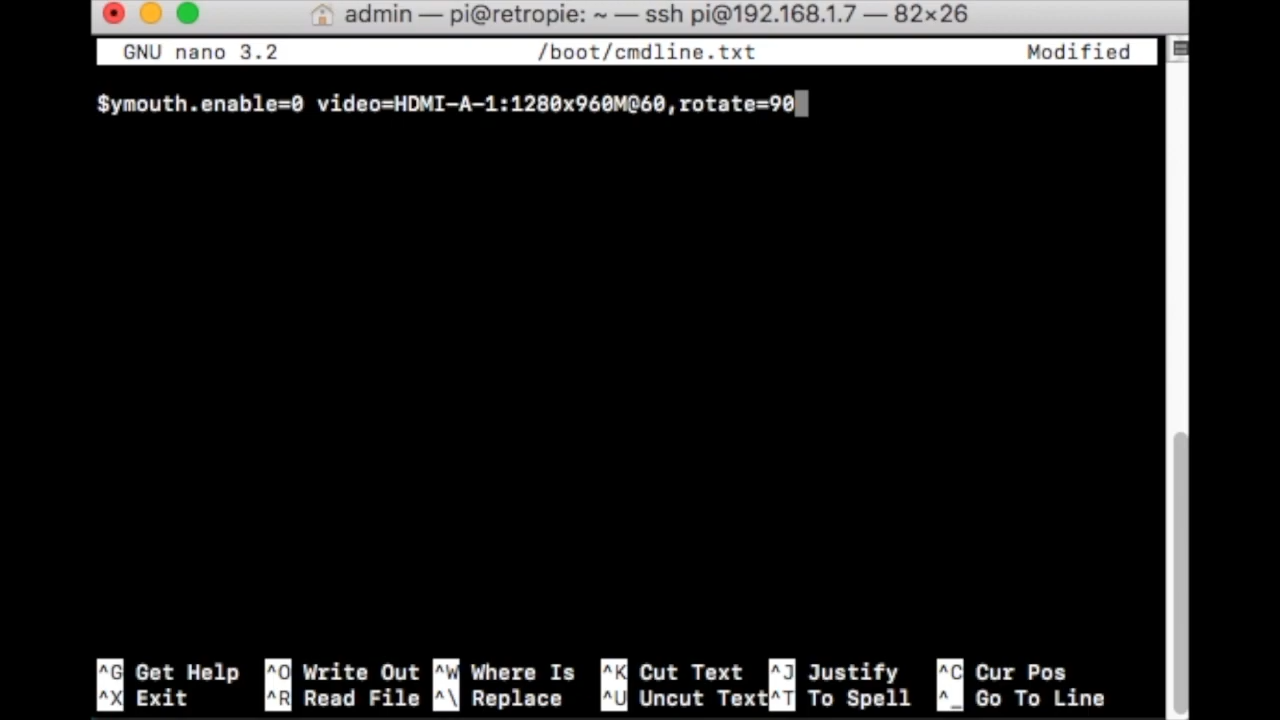 admin — pi@retropie: ~ — ssh pi@192.168.1.7 — 82×26
GNU nano 3.2 /boot/cmdline.txt Modified
$ymouth.enable=0 video=HDMI-A-1:1280x960M@60,rotate=90
^G Get Help ^O Write Out ^W Where Is ^K Cut Text ^J Justify ^C Cur Pos
^X Exit ^R Read File ^\ Replace ^U Uncut Text^T To Spell ^_ Go To Line